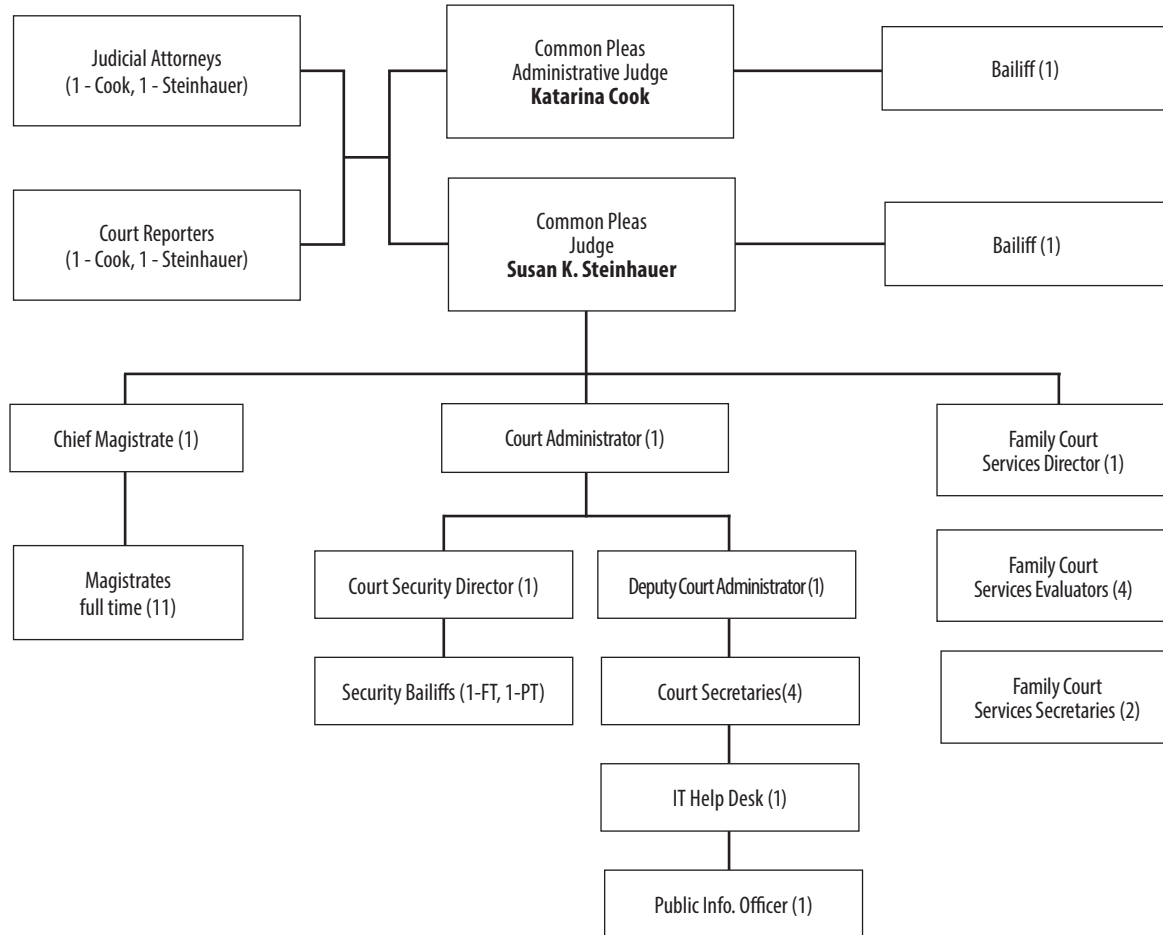 Judicial Attorneys
(1 - Cook, 1 - Steinhauer)
Common Pleas
Administrative Judge
Katarina Cook
Bailiff (1)
Court Reporters
(1 - Cook, 1 - Steinhauer)
Common Pleas
Judge
Susan K. Steinhauer
Bailiff (1)
Chief Magistrate (1)
Court Administrator (1)
Family Court
Services Director (1)
Magistrates
full time (11)
Court Security Director (1)
Deputy Court Administrator (1)
Family Court
Services Evaluators (4)
Security Bailiffs (1-FT, 1-PT)
Court Secretaries(4)
Family Court
Services Secretaries (2)
IT Help Desk (1)
Public Info. Officer (1)